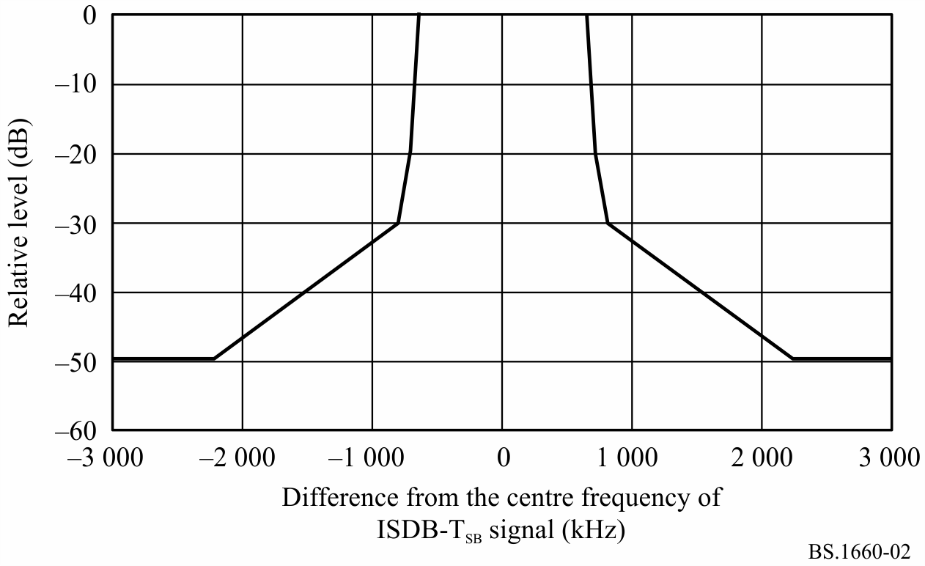 0
–10
–20
–30
–40
–50
–60
Relative level (dB)
–3 000 –2 000 –1 000 0 1 000 2 000 3 000
Difference from the centre frequency of
ISDB-TSB signal (kHz)
BS.1660-02